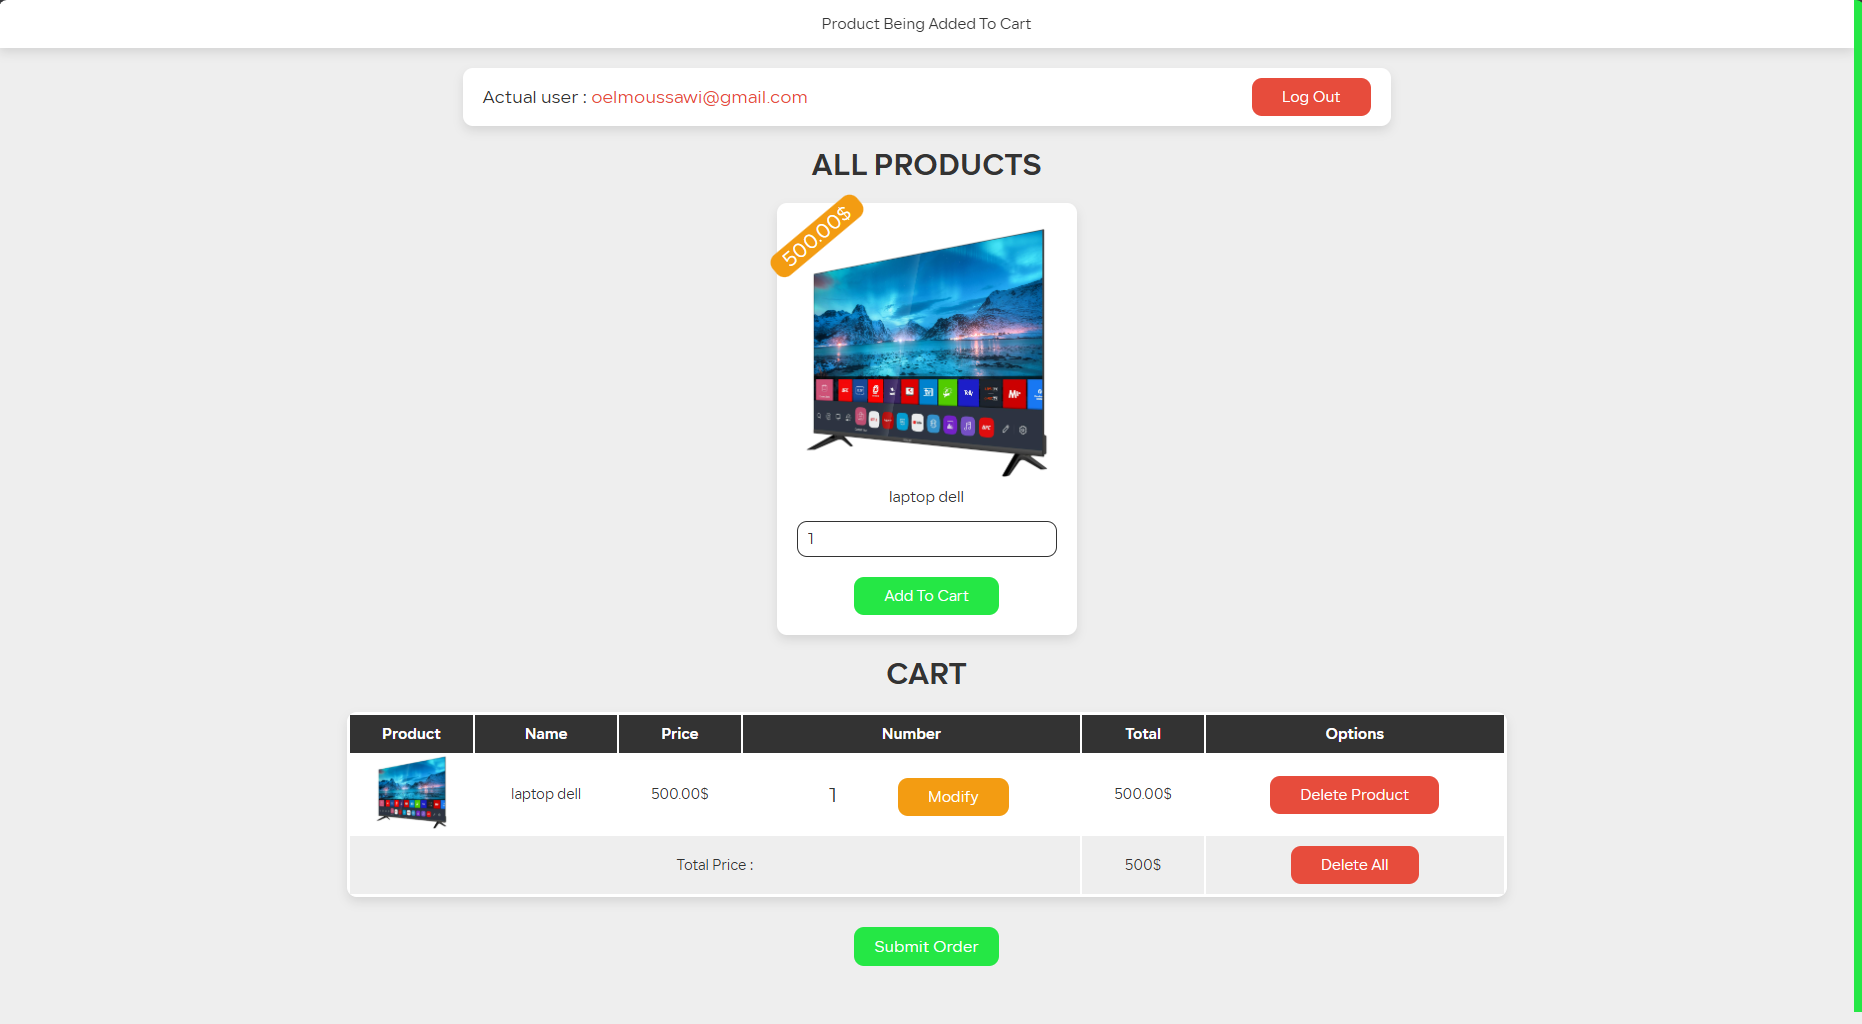 Product Being Added To Cart
Actual user : oelmoussawi@gmail.com
Log Out
ALL PRODUCTS
500.00$
laptop dell
1
Add To Cart
CART
Product Name Price Number Total Options
laptop dell 500.00$ 1 Modify 500.00$ Delete Product
Total Price : 500$ Delete All
Submit Order